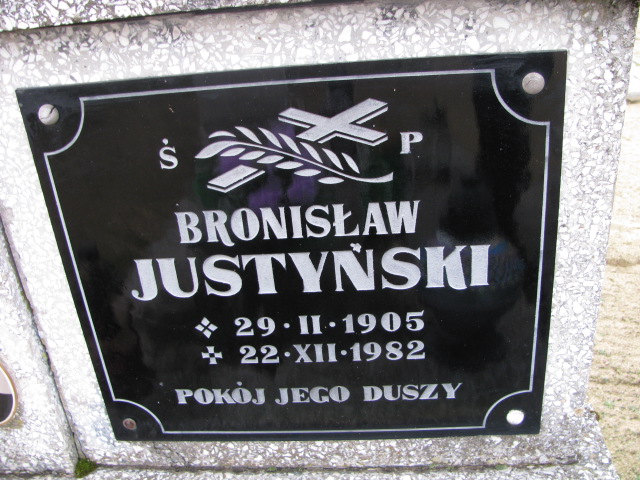 Ś P
BRONISŁAW
JUSTYŃSKI
29·II·1905
22·XII·1982
POKÓJ JEGO DUSZY